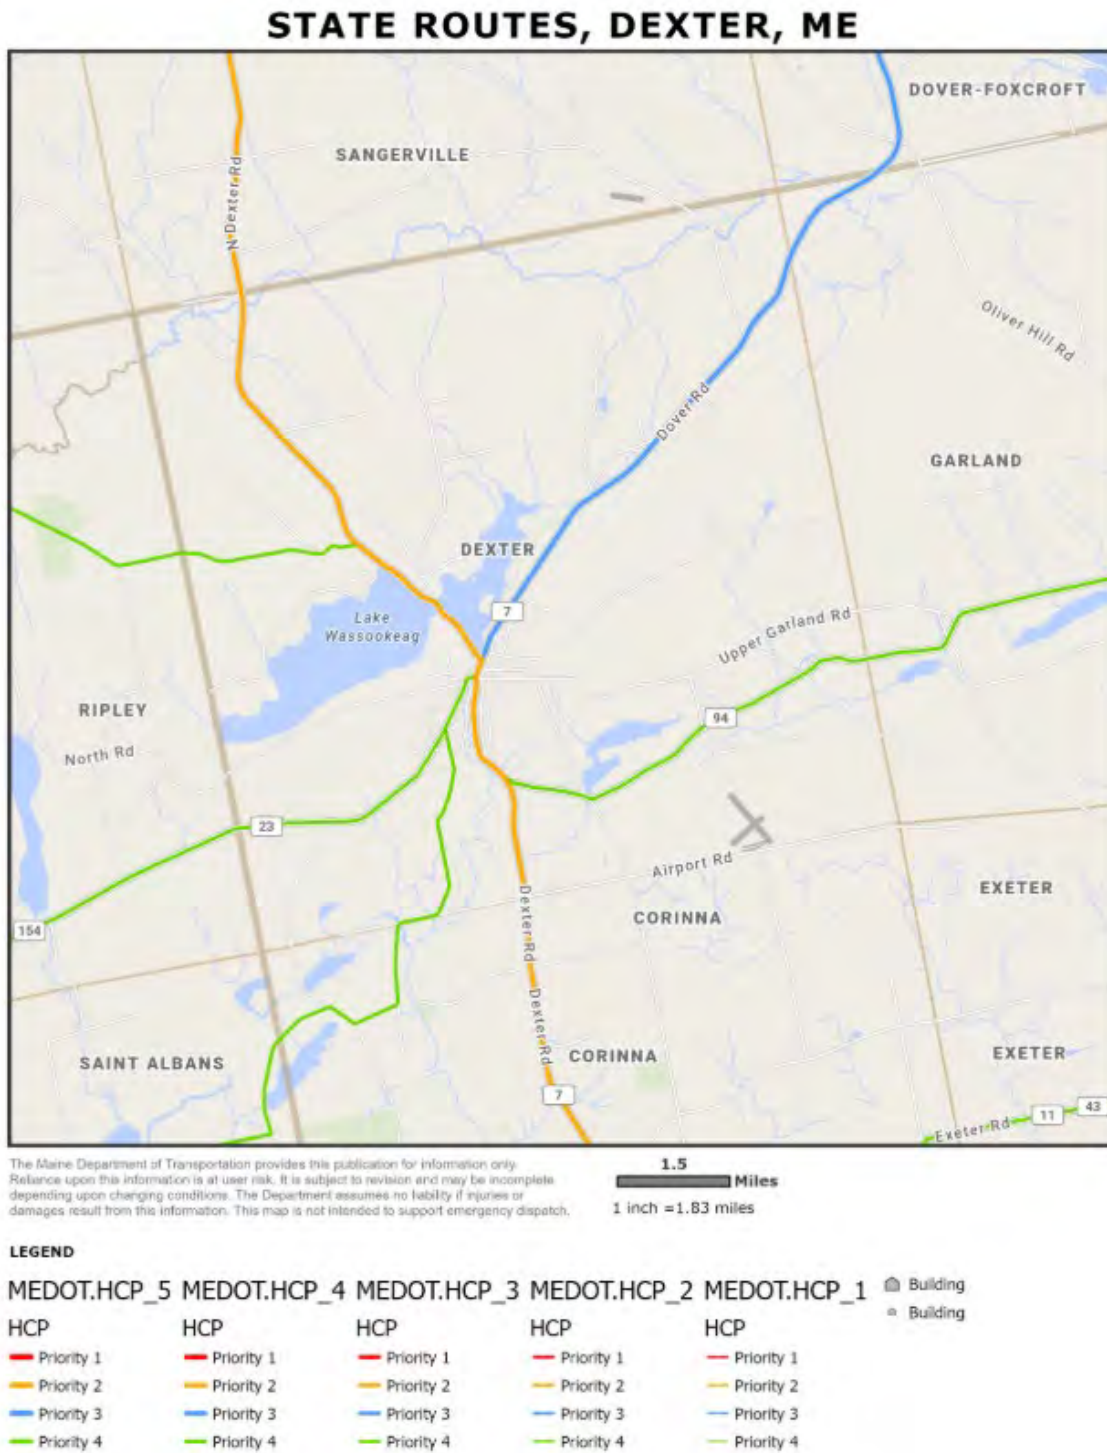 STATE ROUTES, DEXTER, ME
DOVER-FOXCROFT
SANGERVILLE
N Dexter Rd
Oliver Hill Rd
Dover Rd
GARLAND
DEXTER
7
Lake
Wassookeag
Upper Garland Rd
RIPLEY
94
North Rd
23
Airport Rd
EXETER
CORINNA
154
Dexter Rd
Dexter Rd
CORINNA
EXETER
SAINT ALBANS
7
Exeter Rd
11
43
The Maine Department of Transportation provides this publication for information only.
Reliance upon this information is at user risk. It is subject to revision and may be incomplete
depending upon changing conditions. The Department assumes no liability if injuries or
damages result from this information. This map is not intended to support emergency dispatch.
1.5
Miles
1 inch =1.83 miles
LEGEND
MEDOT.HCP_5 MEDOT.HCP_4 MEDOT.HCP_3 MEDOT.HCP_2 MEDOT.HCP_1 Building
Building
HCP HCP HCP HCP HCP
Priority 1 Priority 1 Priority 1 Priority 1 Priority 1
Priority 2 Priority 2 Priority 2 Priority 2 Priority 2
Priority 3 Priority 3 Priority 3 Priority 3 Priority 3
Priority 4 Priority 4 Priority 4 Priority 4 Priority 4